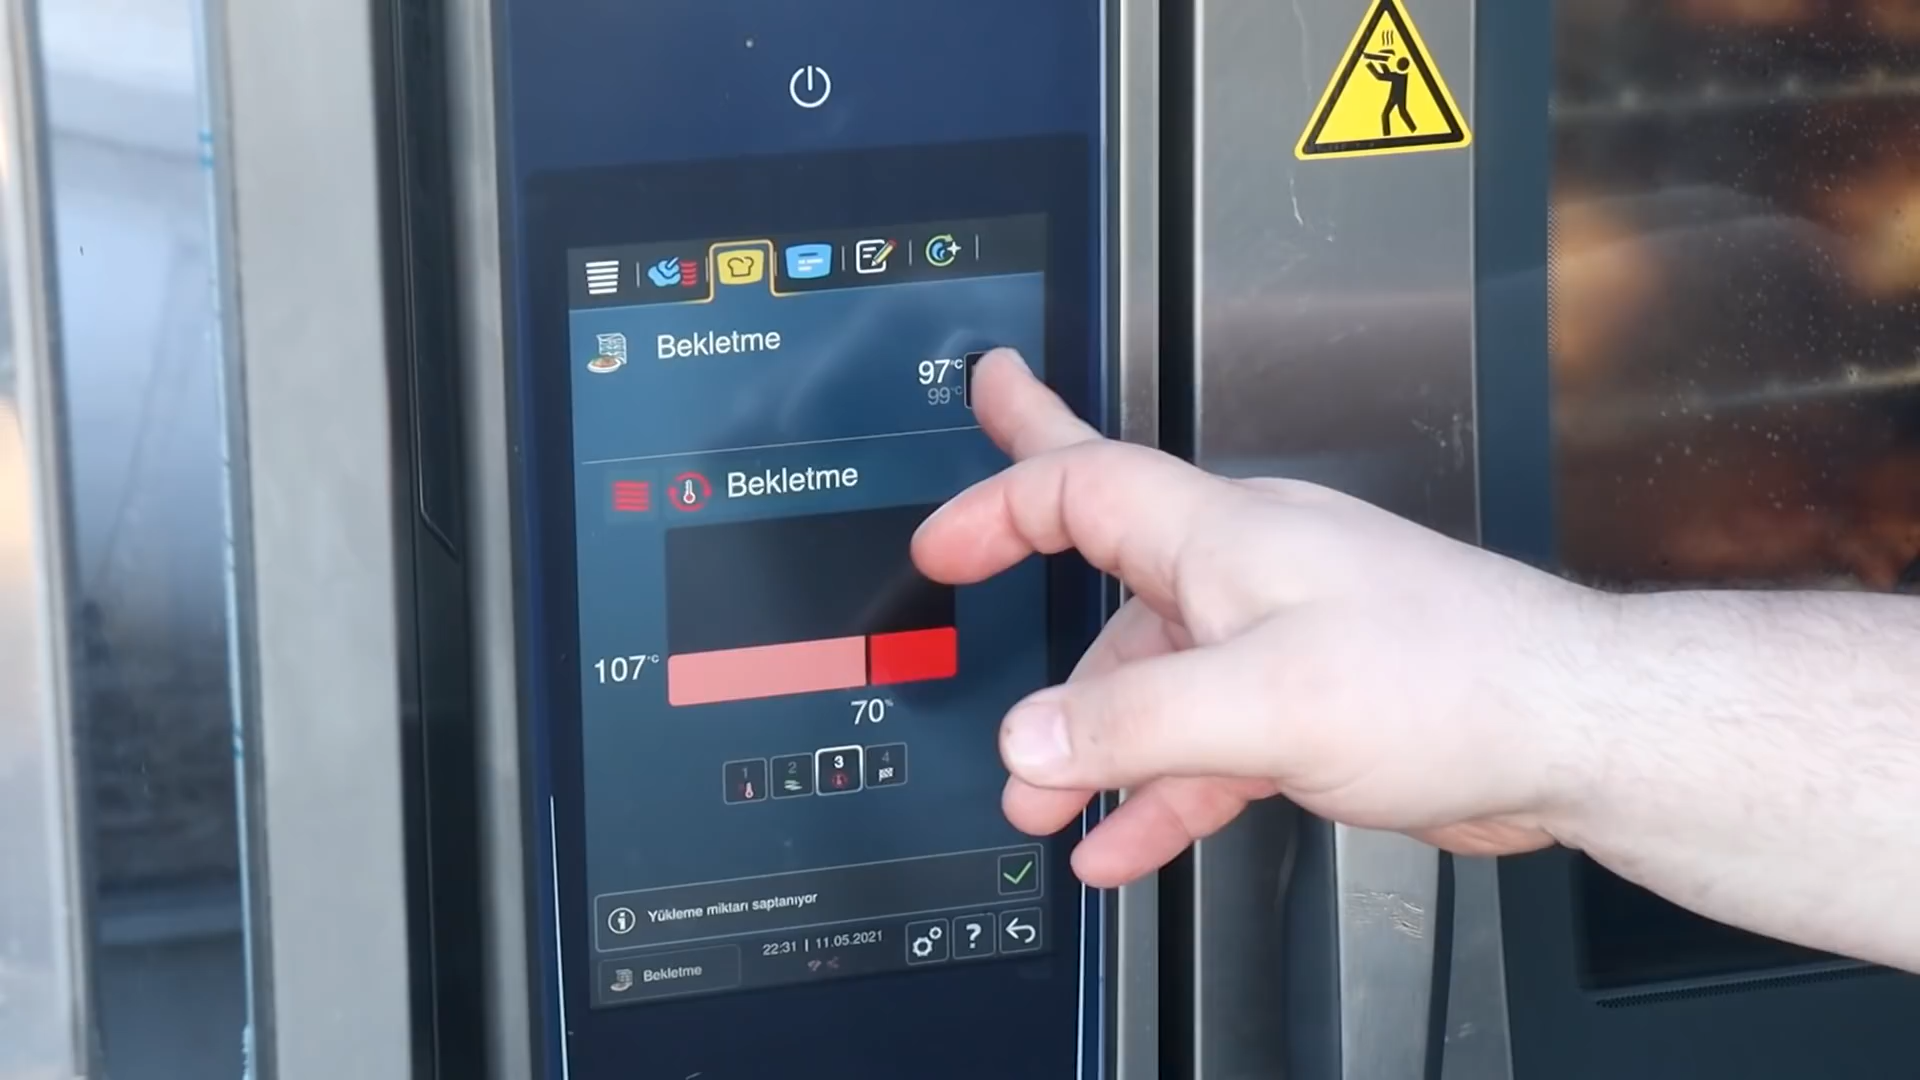 Bekletme
97°C
99°C
Bekletme
107°C
70%
1 2 3 4
Yükleme miktarı saptanıyor
22:31 | 11.05.2021
?
Bekletme